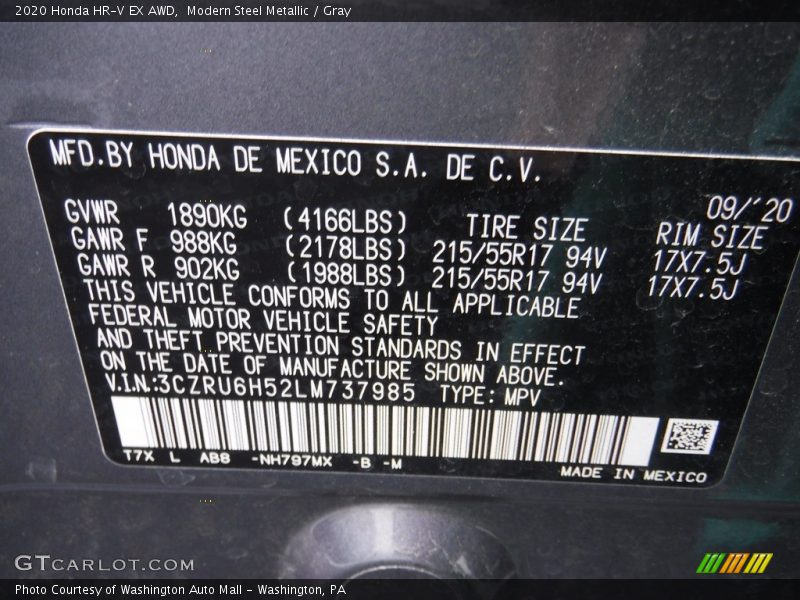 2020 Honda HR-V EX AWD, Modern Steel Metallic / Gray
MFD.BY HONDA DE MEXICO S.A. DE C.V.
09/'20
GVWR 1890KG (4166LBS) TIRE SIZE RIM SIZE
GAWR F 988KG (2178LBS) 215/55R17 94V 17X7.5J
GAWR R 902KG (1988LBS) 215/55R17 94V 17X7.5J
THIS VEHICLE CONFORMS TO ALL APPLICABLE
FEDERAL MOTOR VEHICLE SAFETY
AND THEFT PREVENTION STANDARDS IN EFFECT
ON THE DATE OF MANUFACTURE SHOWN ABOVE.
V.I.N:3CZRU6H52LM737985 TYPE: MPV
T7X L AB8 -NH797MX -B -M
MADE IN MEXICO
GTCARLOT.COM
Photo Courtesy of Washington Auto Mall - Washington, PA